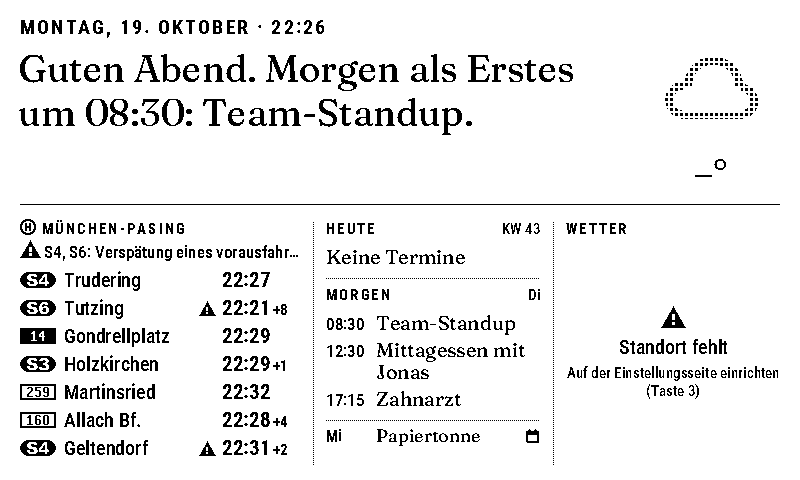 MONTAG, 19. OKTOBER · 22:26
Guten Abend. Morgen als Erstes
um 08:30: Team-Standup.
_°
H MÜNCHEN-PASING
S4, S6: Verspätung eines vorausfahr…
S4 Trudering 22:27
S6 Tutzing 22:21 +8
14 Gondrellplatz 22:29
S3 Holzkirchen 22:29 +1
259 Martinsried 22:32
160 Allach Bf. 22:28 +4
S4 Geltendorf 22:31 +2
HEUTE KW 43
Keine Termine
MORGEN Di
08:30 Team-Standup
12:30 Mittagessen mit
Jonas
17:15 Zahnarzt
Mi Papiertonne
WETTER
Standort fehlt
Auf der Einstellungsseite einrichten
(Taste 3)